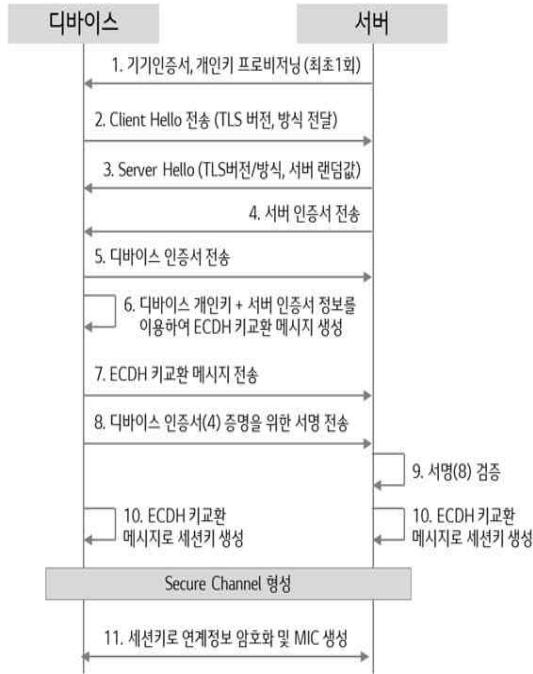 디바이스
서버
1. 기기인증서, 개인키 프로비저닝 (최초1회)
2. Client Hello 전송 (TLS 버전, 방식 전달)
3. Server Hello (TLS버전/방식, 서버 랜덤값)
4. 서버 인증서 전송
5. 디바이스 인증서 전송
6. 디바이스 개인키 + 서버 인증서 정보를
이용하여 ECDH 키교환 메시지 생성
7. ECDH 키교환 메시지 전송
8. 디바이스 인증서(4) 증명을 위한 서명 전송
9. 서명(8) 검증
10. ECDH 키교환
메시지로 세션키 생성
10. ECDH 키교환
메시지로 세션키 생성
Secure Channel 형성
11. 세션키로 연계정보 암호화 및 MIC 생성